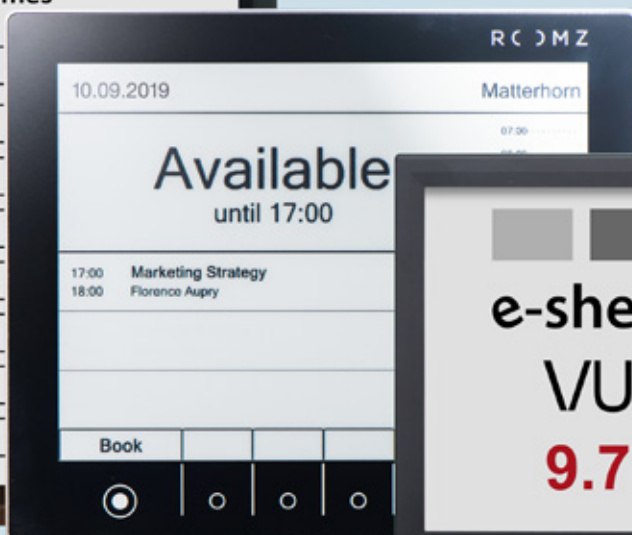 ROOMZ
10.09.2019 Matterhorn
07:00
Available
until 17:00
17:00 Marketing Strategy
18:00 Florence Aupry
Book
e-she
VU
9.7